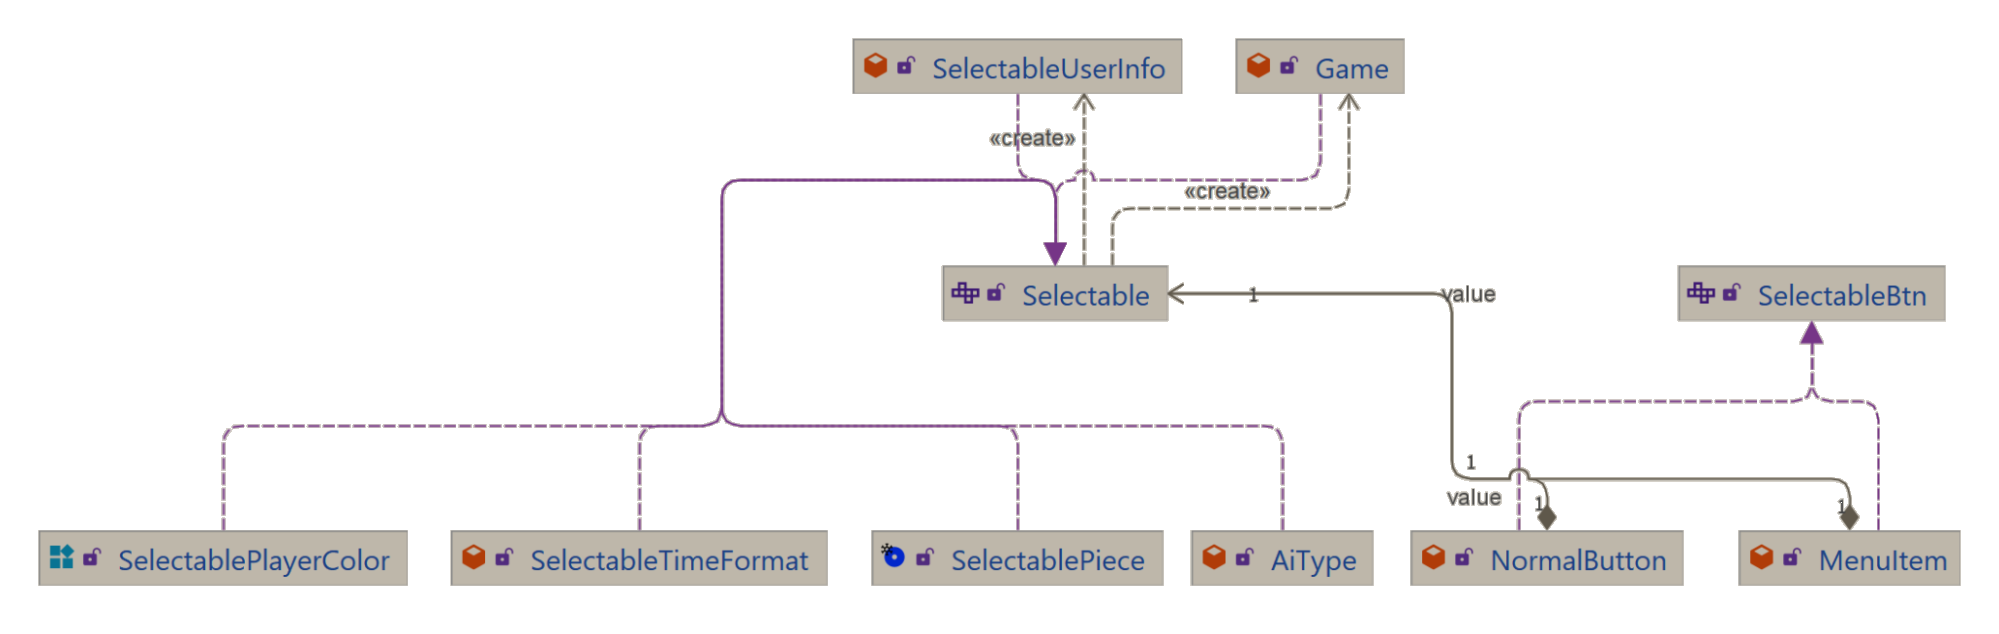 SelectableUserInfo
Game
«create»
«create»
Selectable
1
value
SelectableBtn
1
value
1
1
SelectablePlayerColor
SelectableTimeFormat
SelectablePiece
AiType
NormalButton
MenuItem